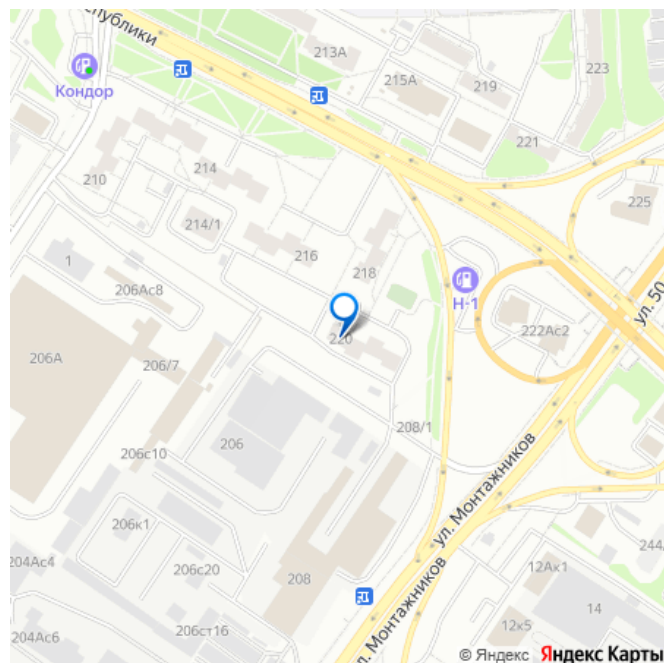 спублики
213А
223
Кондор
215А
219
221
210
214
225
214/1
1
216
218
ул. 50
206Ас8
Н-1
222Ас2
220
206А
206/7
208/1
206
206с10
ул. Монтажников
206к1
204Ас4
206с20
12Ак1
244
208
14
204Ас6
206ст16
12к5
ул. Монтажников
© Яндекс Яндекс Карты